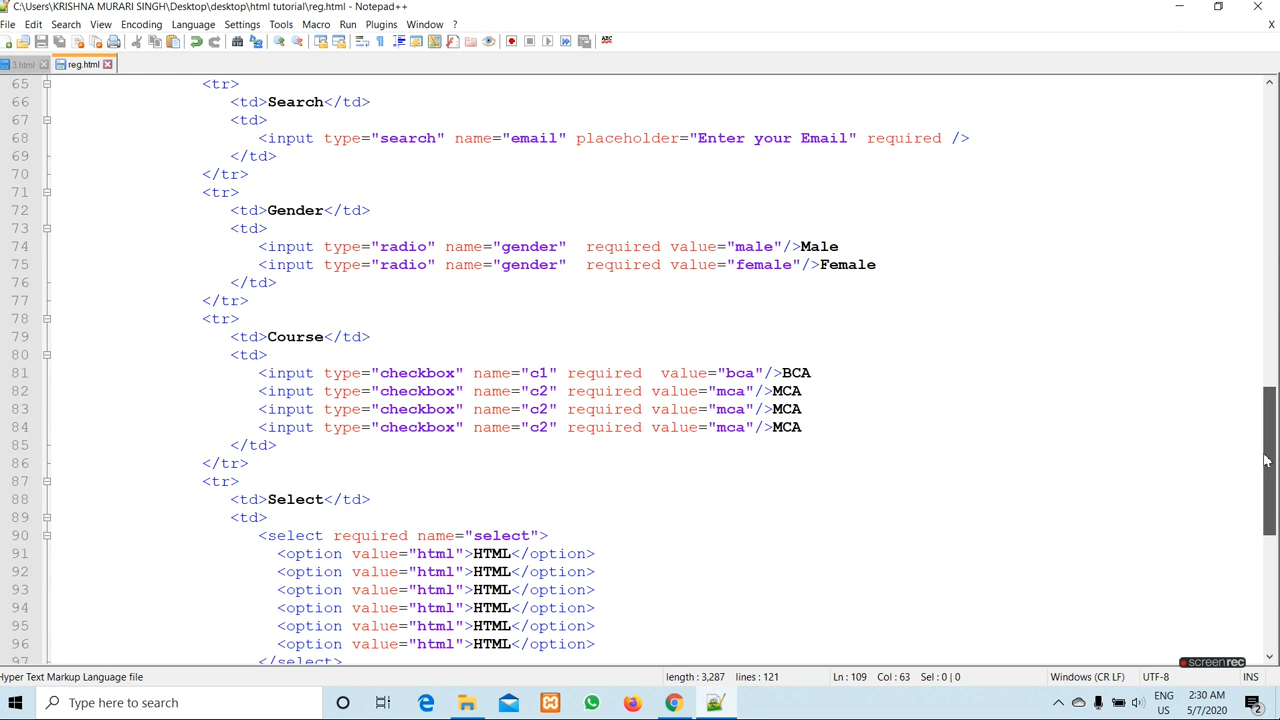 C:\Users\KRISHNA MURARI SINGH\Desktop\desktop\html tutorial\reg.html - Notepad++
File Edit Search View Encoding Language Settings Tools Macro Run Plugins Window ? X
3.html reg.html
65 <tr>
66 <td>Search</td>
67 <td>
68 <input type="search" name="email" placeholder="Enter your Email" required />
69 </td>
70 </tr>
71 <tr>
72 <td>Gender</td>
73 <td>
74 <input type="radio" name="gender"  required value="male"/>Male
75 <input type="radio" name="gender"  required value="female"/>Female
76 </td>
77 </tr>
78 <tr>
79 <td>Course</td>
80 <td>
81 <input type="checkbox" name="c1" required  value="bca"/>BCA
82 <input type="checkbox" name="c2" required value="mca"/>MCA
83 <input type="checkbox" name="c2" required value="mca"/>MCA
84 <input type="checkbox" name="c2" required value="mca"/>MCA
85 </td>
86 </tr>
87 <tr>
88 <td>Select</td>
89 <td>
90 <select required name="select">
91 <option value="html">HTML</option>
92 <option value="html">HTML</option>
93 <option value="html">HTML</option>
94 <option value="html">HTML</option>
95 <option value="html">HTML</option>
96 <option value="html">HTML</option>
97 </select>
screenrec
Hyper Text Markup Language file length : 3,287 lines : 121 Ln : 109 Col : 63 Sel : 0 | 0 Windows (CR LF) UTF-8 INS
Type here to search ENG 2:30 AM
US 5/7/2020 2